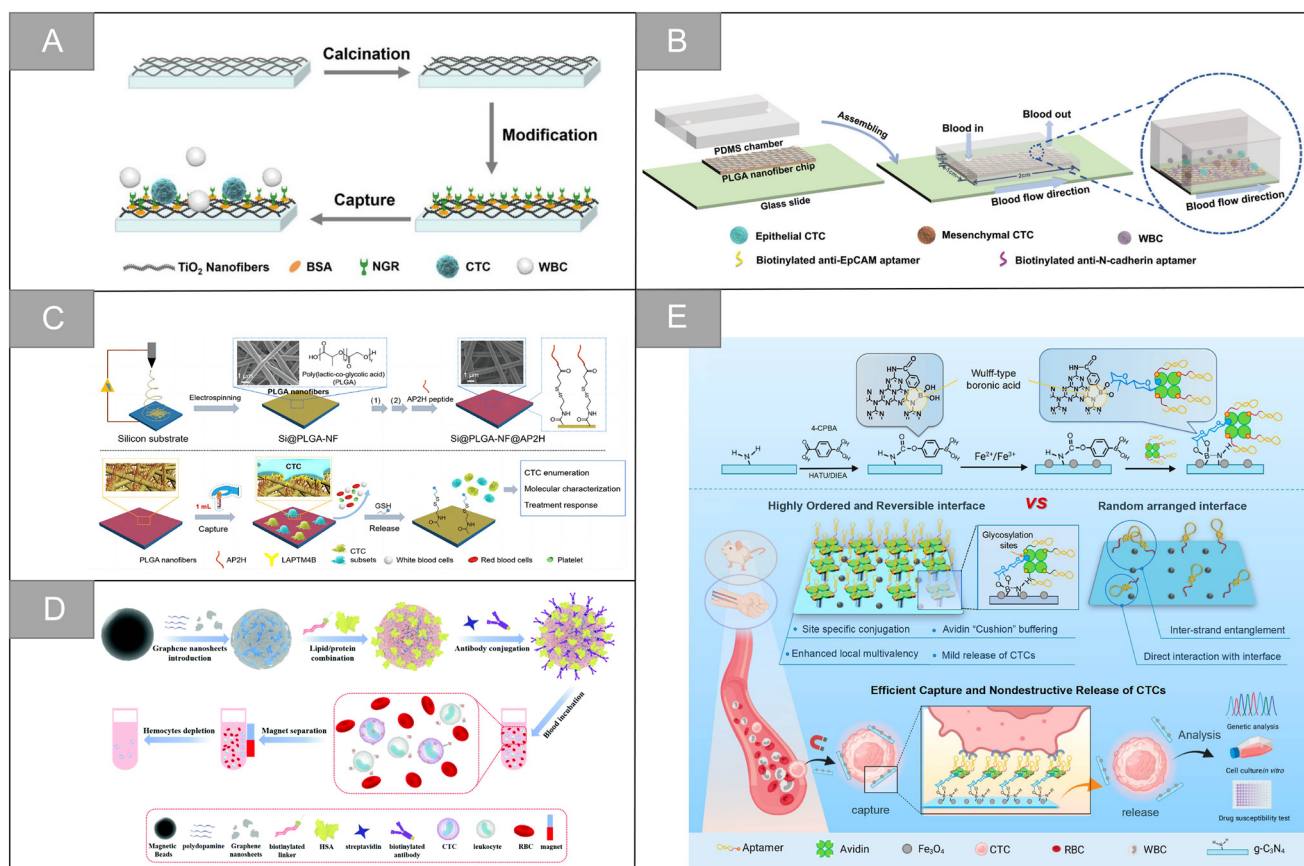 A
Calcination
Modification
Capture
TiO2 Nanofibers
BSA
NGR
CTC
WBC
B
PDMS chamber
PLGA nanofiber chip
Glass slide
Assembling
Blood in
Blood out
2cm
Blood flow direction
Blood flow direction
Epithelial CTC
Mesenchymal CTC
WBC
Biotinylated anti-EpCAM aptamer
Biotinylated anti-N-cadherin aptamer
C
Silicon substrate
Electrospinning
1 μm
Poly(lactic-co-glycolic acid)
(PLGA)
PLGA nanofibers
Si@PLGA-NF
(1)
(2)
AP2H peptide
1 μm
Si@PLGA-NF@AP2H
1 mL
Capture
CTC
GSH
Release
CTC enumeration
Molecular characterization
Treatment response
PLGA nanofibers
AP2H
LAPTM4B
CTC
subsets
White blood cells
Red blood cells
Platelet
D
Graphene nanosheets
introduction
Lipid/protein
combination
Antibody conjugation
Blood incubation
Magnet separation
Hemocytes depletion
Magnetic
Beads
polydopamine
Graphene
nanosheets
biotinylated
linker
HSA
streptavidin
biotinylated
antibody
CTC
leukocyte
RBC
magnet
E
Wulff-type
boronic acid
4-CPBA
HATU/DIEA
Fe2+/Fe3+
Highly Ordered and Reversible interface
VS
Random arranged interface
Glycosylation
sites
• Site specific conjugation
• Avidin “Cushion” buffering
• Enhanced local multivalency
• Mild release of CTCs
Inter-strand entanglement
Direct interaction with interface
Efficient Capture and Nondestructive Release of CTCs
capture
release
Analysis
Genetic analysis
Cell culture in vitro
Drug susceptibility test
Aptamer
Avidin
Fe3O4
CTC
RBC
WBC
g-C3N4